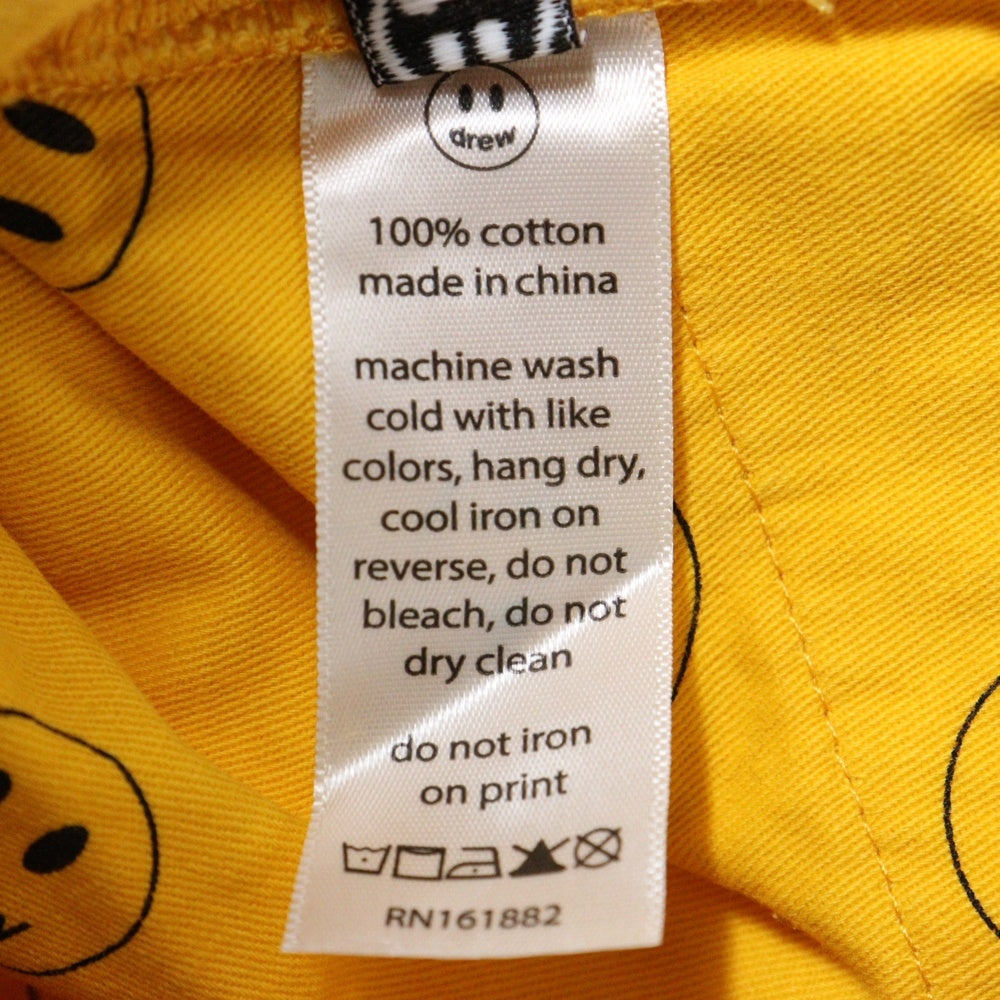 drew
100% cotton
made in china
machine wash
cold with like
colors, hang dry,
cool iron on
reverse, do not
bleach, do not
dry clean
do not iron
on print
RN161882